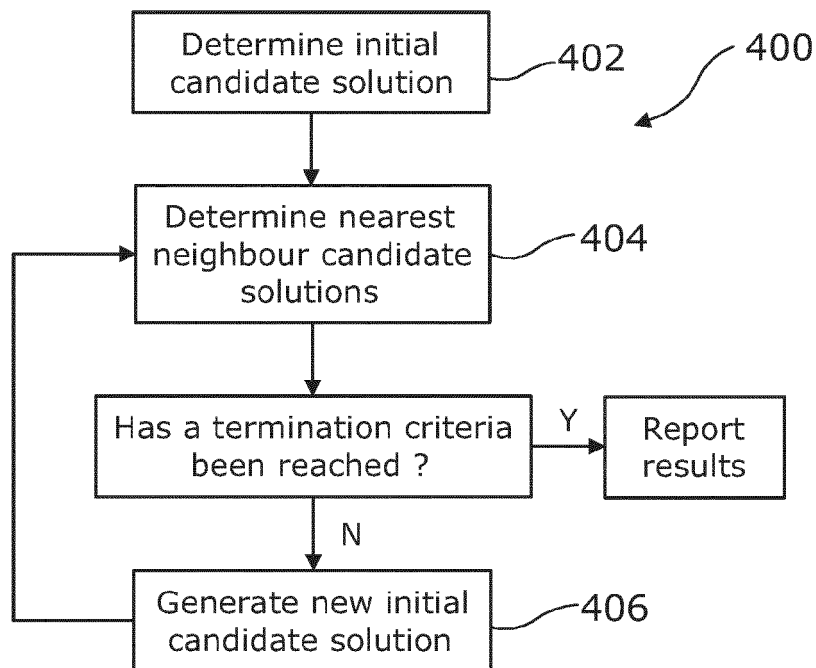 Determine initial
candidate solution
402
400
Determine nearest
neighbour candidate
solutions
404
Has a termination criteria
been reached ?
Y
Report
results
N
Generate new initial
candidate solution
406